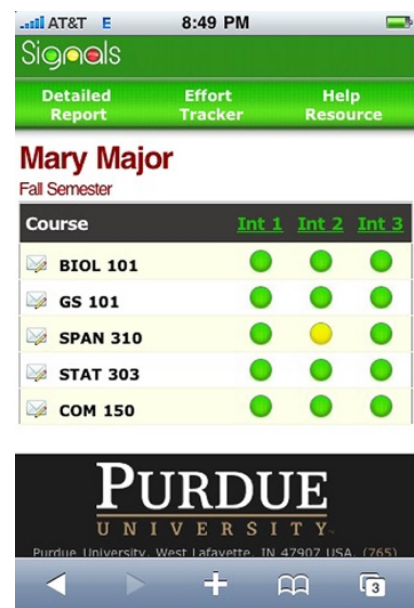 AT&T E 8:49 PM
Signals
Detailed Report Effort Tracker Help Resource
Mary Major
Fall Semester
Course Int 1 Int 2 Int 3
BIOL 101
GS 101
SPAN 310
STAT 303
COM 150
PURDUE
UNIVERSITY
Purdue University, West Lafayette, IN 47907 USA, (765)
3